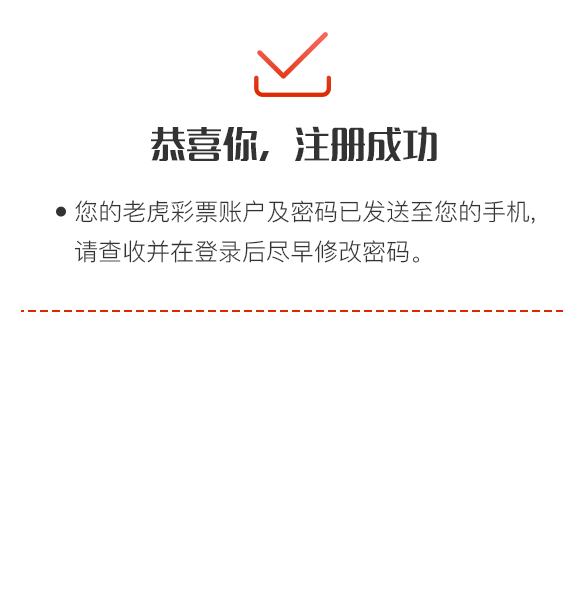 恭喜你，注册成功
您的老虎彩票账户及密码已发送至您的手机，
请查收并在登录后尽早修改密码。